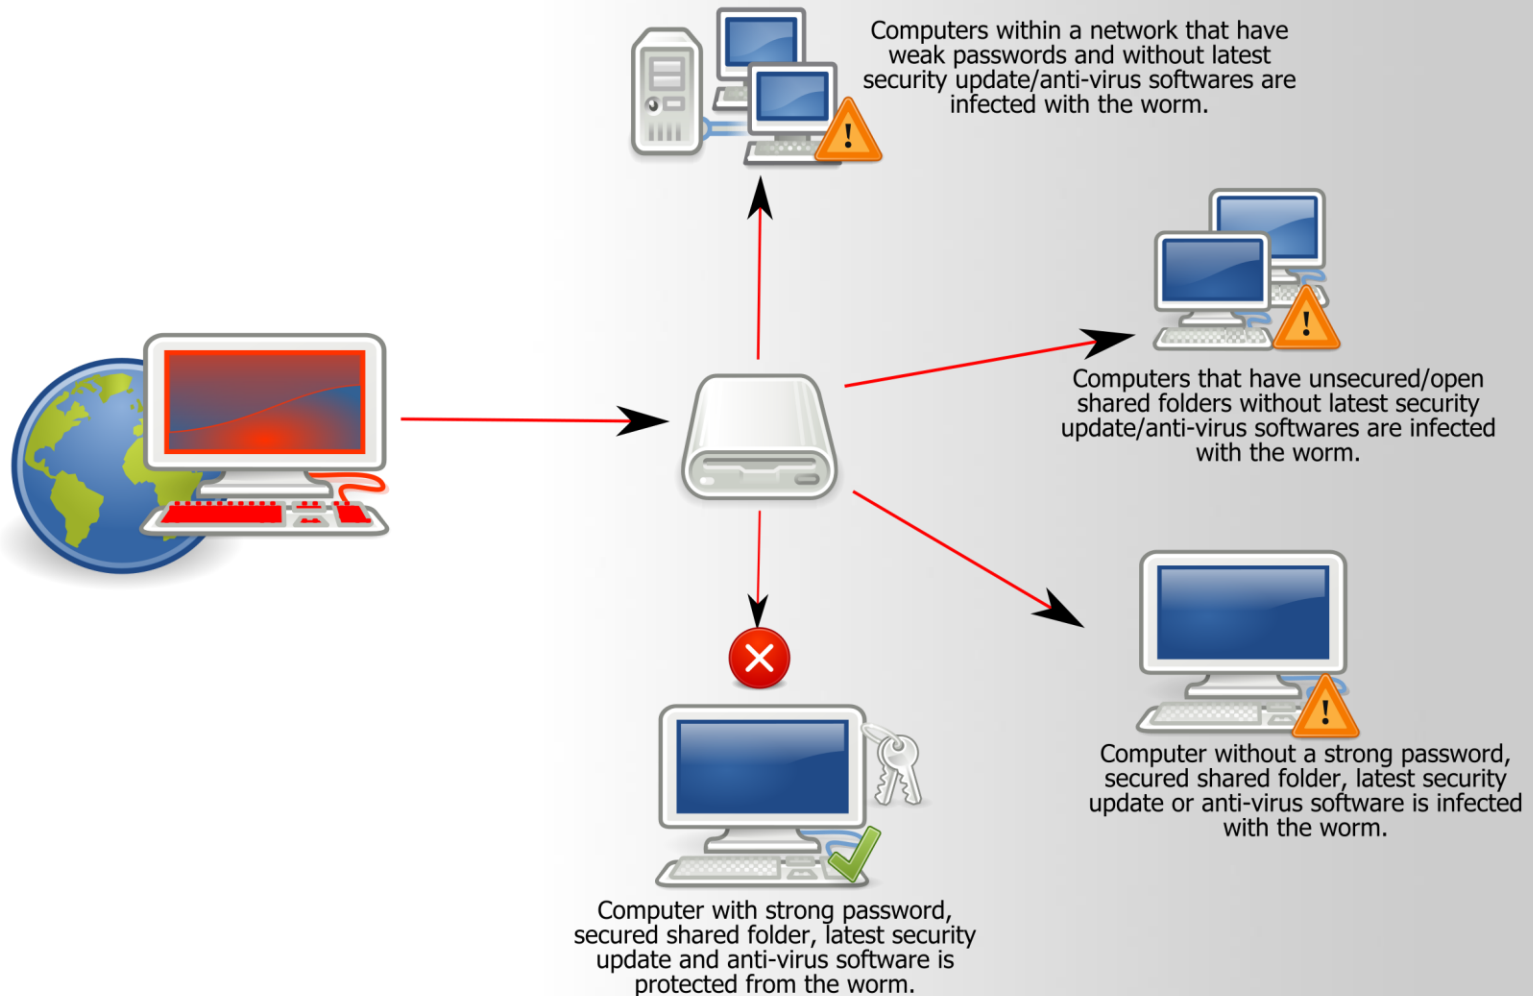 Computers within a network that have
weak passwords and without latest
security update/anti-virus softwares are
infected with the worm.
Computers that have unsecured/open
shared folders without latest security
update/anti-virus softwares are infected
with the worm.
Computer without a strong password,
secured shared folder, latest security
update or anti-virus software is infected
with the worm.
Computer with strong password,
secured shared folder, latest security
update and anti-virus software is
protected from the worm.